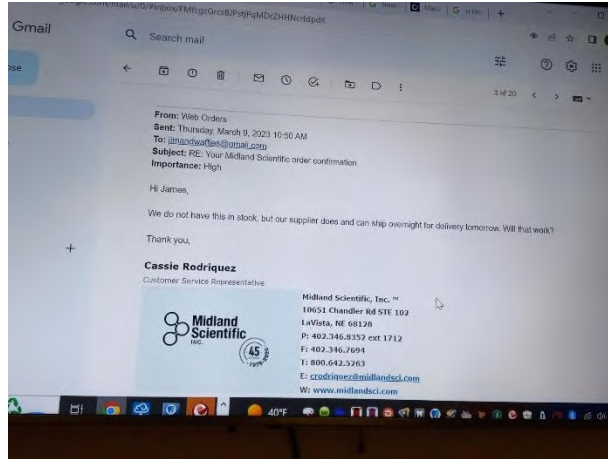 Gmail
Search mail
3 of 20
From: Web Orders
Sent: Thursday, March 9, 2023 10:50 AM
To: jimandwaffles@gmail.com
Subject: RE: Your Midland Scientific order confirmation
Importance: High
Hi James,
We do not have this in stock, but our supplier does and can ship overnight for delivery tomorrow. Will that work?
Thank you,
Cassie Rodriquez
Customer Service Representative
Midland
Scientific
INC.
45
Midland Scientific, Inc. ™
10651 Chandler Rd STE 102
LaVista, NE 68128
P: 402.346.8352 ext 1712
F: 402.346.7694
T: 800.642.5263
E: crodriquez@midlandsci.com
W: www.midlandsci.com
40°F